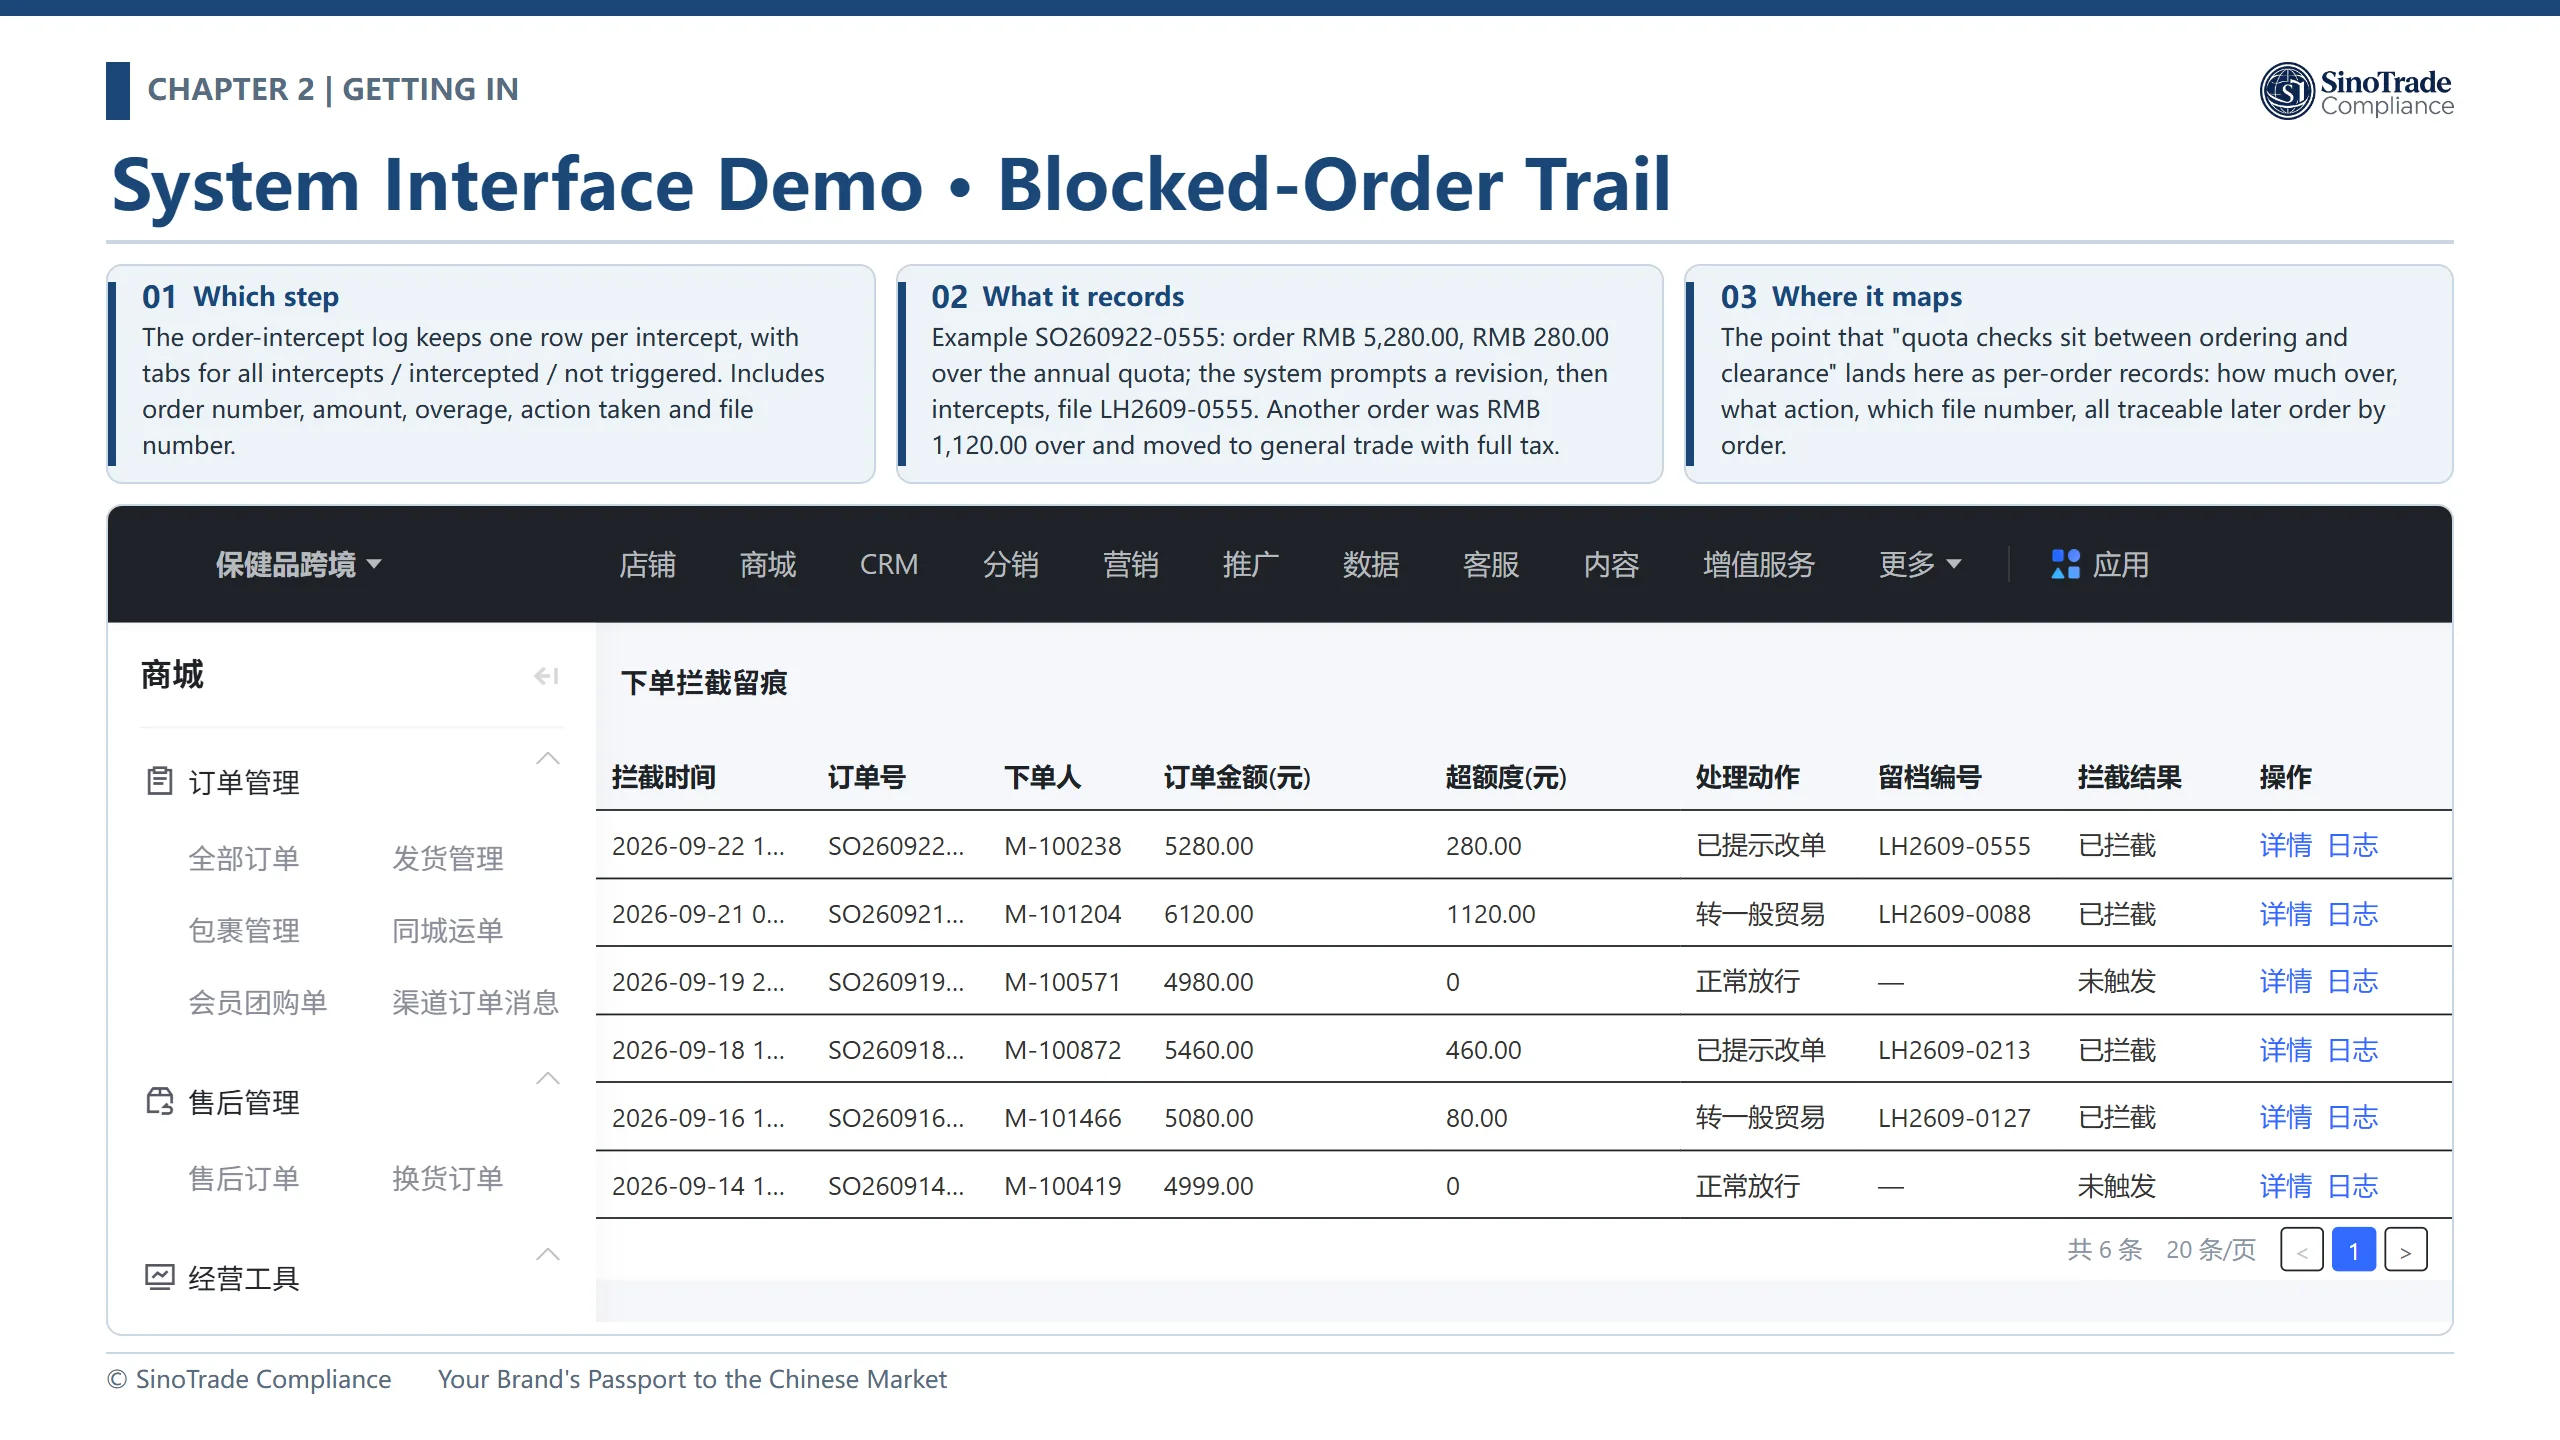 CHAPTER 2 | GETTING IN
SinoTrade
Compliance
System Interface Demo • Blocked-Order Trail
01 Which step
The order-intercept log keeps one row per intercept, with
tabs for all intercepts / intercepted / not triggered. Includes
order number, amount, overage, action taken and file
number.
02 What it records
Example SO260922-0555: order RMB 5,280.00, RMB 280.00
over the annual quota; the system prompts a revision, then
intercepts, file LH2609-0555. Another order was RMB
1,120.00 over and moved to general trade with full tax.
03 Where it maps
The point that "quota checks sit between ordering and
clearance" lands here as per-order records: how much over,
what action, which file number, all traceable later order by
order.
保健品跨境 店铺 商城 CRM 分销 营销 推广 数据 客服 内容 增值服务 更多 应用
商城
订单管理
全部订单 发货管理
包裹管理 同城运单
会员团购单 渠道订单消息
售后管理
售后订单 换货订单
经营工具
下单拦截留痕
拦截时间 订单号 下单人 订单金额(元) 超额度(元) 处理动作 留档编号 拦截结果 操作
2026-09-22 1... SO260922... M-100238 5280.00 280.00 已提示改单 LH2609-0555 已拦截 详情 日志
2026-09-21 0... SO260921... M-101204 6120.00 1120.00 转一般贸易 LH2609-0088 已拦截 详情 日志
2026-09-19 2... SO260919... M-100571 4980.00 0 正常放行 — 未触发 详情 日志
2026-09-18 1... SO260918... M-100872 5460.00 460.00 已提示改单 LH2609-0213 已拦截 详情 日志
2026-09-16 1... SO260916... M-101466 5080.00 80.00 转一般贸易 LH2609-0127 已拦截 详情 日志
2026-09-14 1... SO260914... M-100419 4999.00 0 正常放行 — 未触发 详情 日志
共 6 条 20 条/页 < 1 >
© SinoTrade Compliance Your Brand's Passport to the Chinese Market